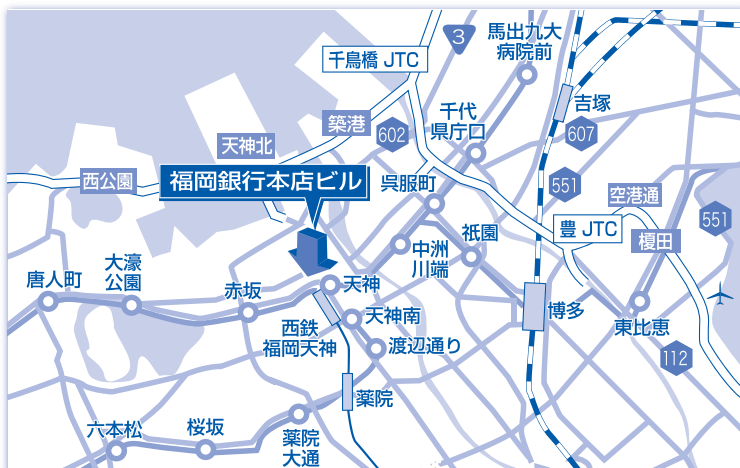 3
馬出九大
病院前
千鳥橋 JTC
吉塚
千代
県庁口
築港
602
607
天神北
西公園
福岡銀行本店ビル
呉服町
551
空港通
551
豊 JTC
榎田
祇園
中洲
川端
大濠
公園
唐人町
赤坂
天神
博多
東比恵
天神南
西鉄
福岡天神
渡辺通り
112
薬院
六本松
桜坂
薬院
大通